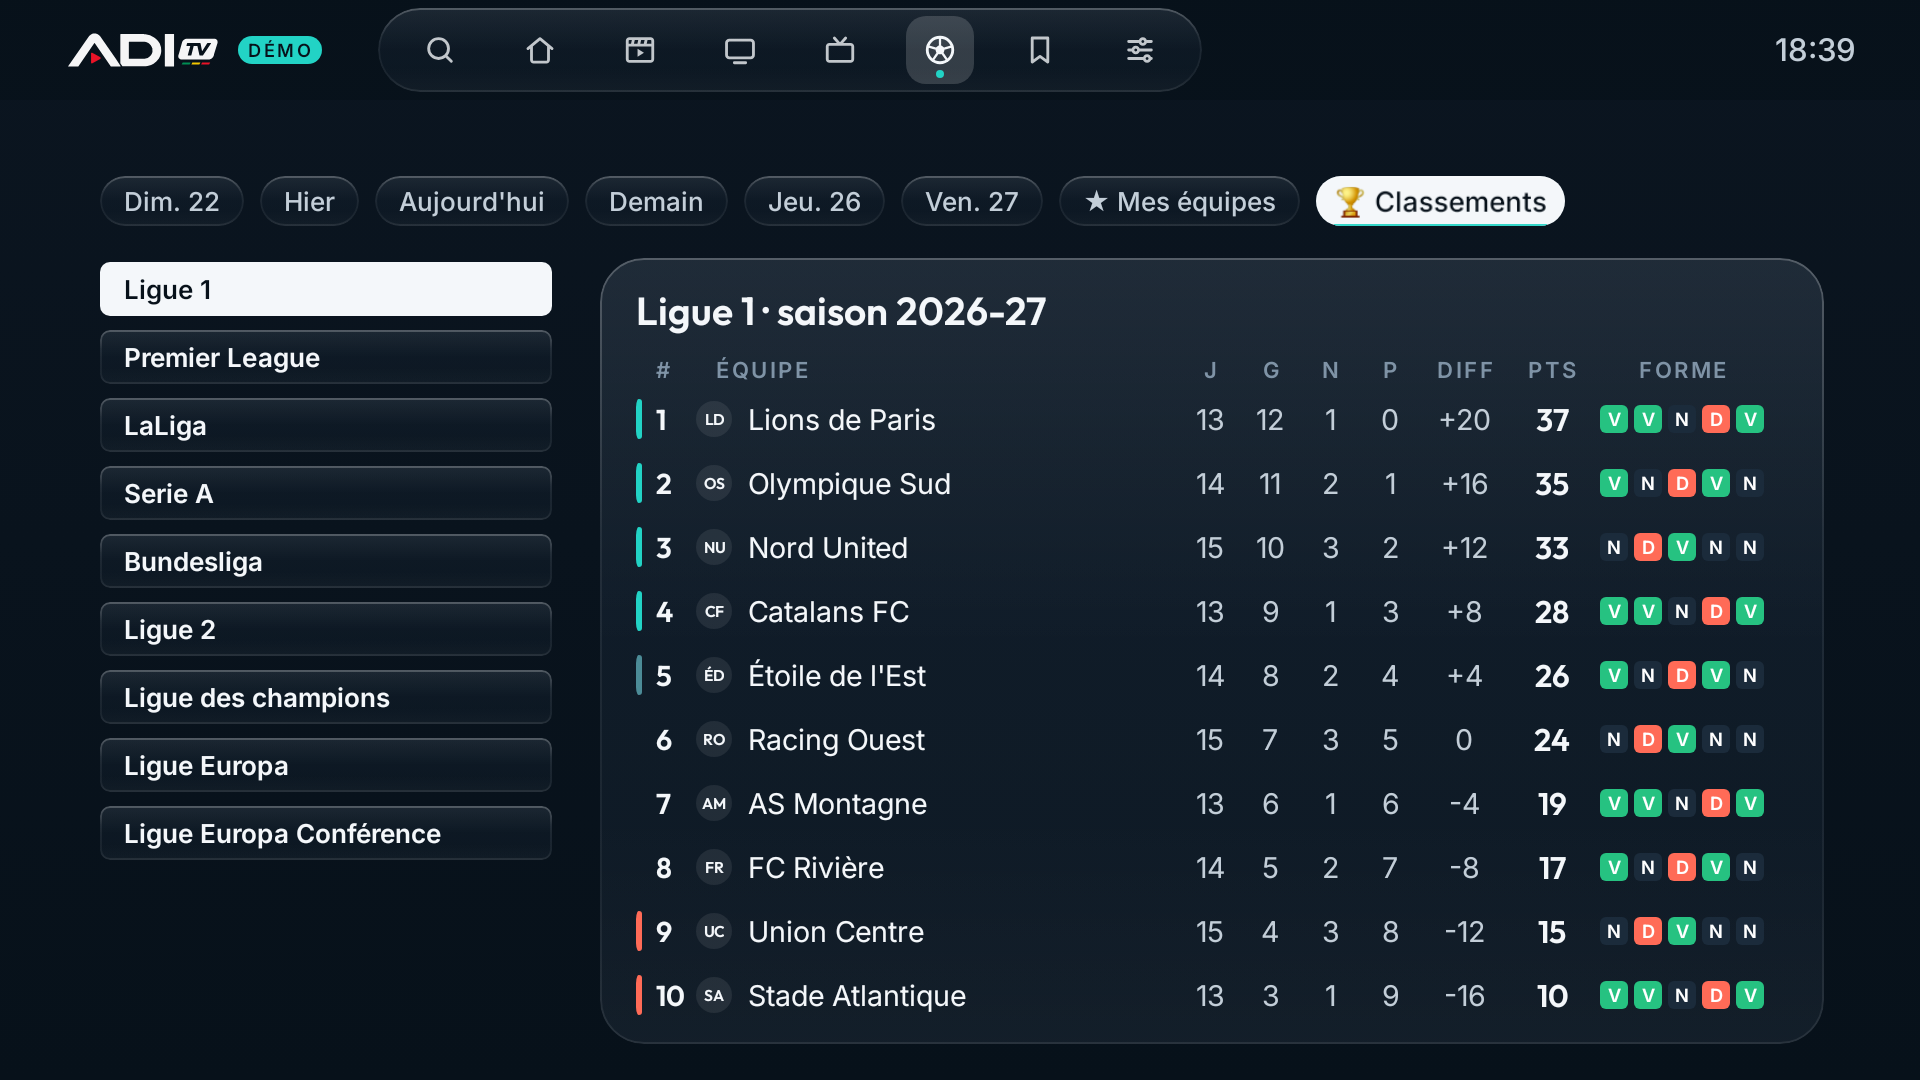 ADI TV DÉMO 18:39
Dim. 22 Hier Aujourd'hui Demain Jeu. 26 Ven. 27 ★ Mes équipes 🏆 Classements
Ligue 1
Premier League
LaLiga
Serie A
Bundesliga
Ligue 2
Ligue des champions
Ligue Europa
Ligue Europa Conférence
Ligue 1 · saison 2026-27
# ÉQUIPE J G N P DIFF PTS FORME
1 LD Lions de Paris 13 12 1 0 +20 37 V V N D V
2 OS Olympique Sud 14 11 2 1 +16 35 V N D V N
3 NU Nord United 15 10 3 2 +12 33 N D V N N
4 CF Catalans FC 13 9 1 3 +8 28 V V N D V
5 ÉD Étoile de l'Est 14 8 2 4 +4 26 V N D V N
6 RO Racing Ouest 15 7 3 5 0 24 N D V N N
7 AM AS Montagne 13 6 1 6 -4 19 V V N D V
8 FR FC Rivière 14 5 2 7 -8 17 V N D V N
9 UC Union Centre 15 4 3 8 -12 15 N D V N N
10 SA Stade Atlantique 13 3 1 9 -16 10 V V N D V